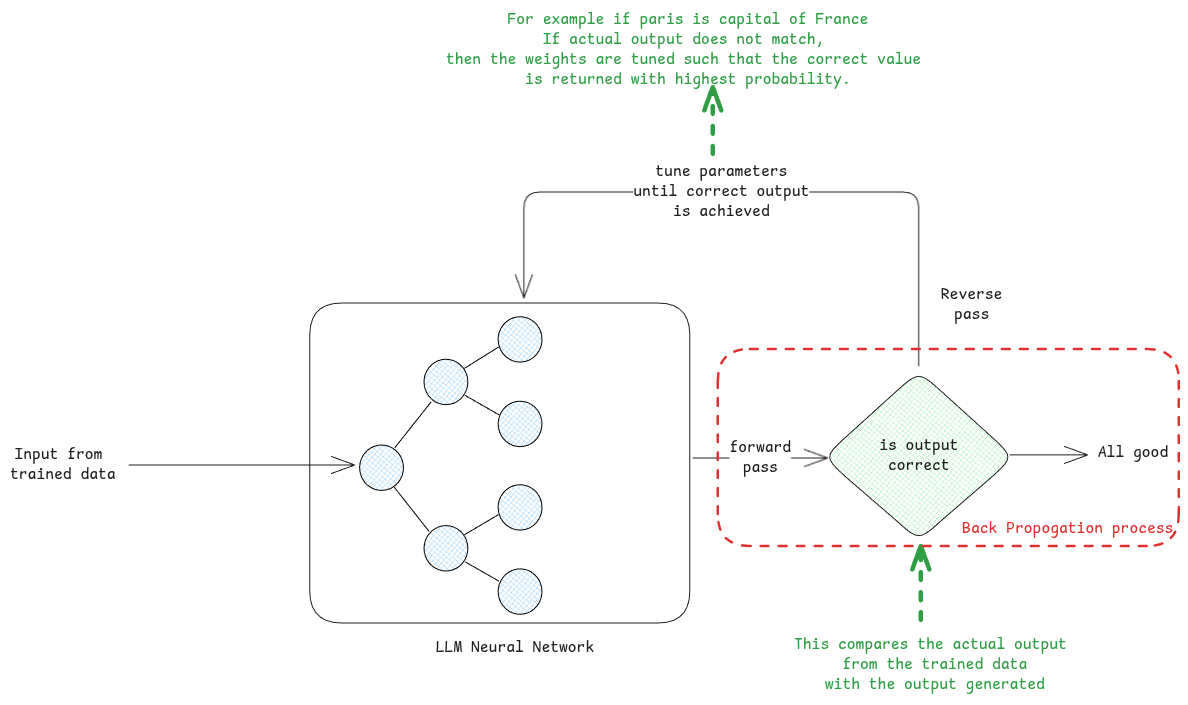 For example if paris is capital of France
If actual output does not match,
then the weights are tuned such that the correct value
is returned with highest probability.
tune parameters
until correct output
is achieved
Reverse
pass
Input from
trained data
forward
pass
is output
correct
All good
Back Propogation process
LLM Neural Network
This compares the actual output
from the trained data
with the output generated